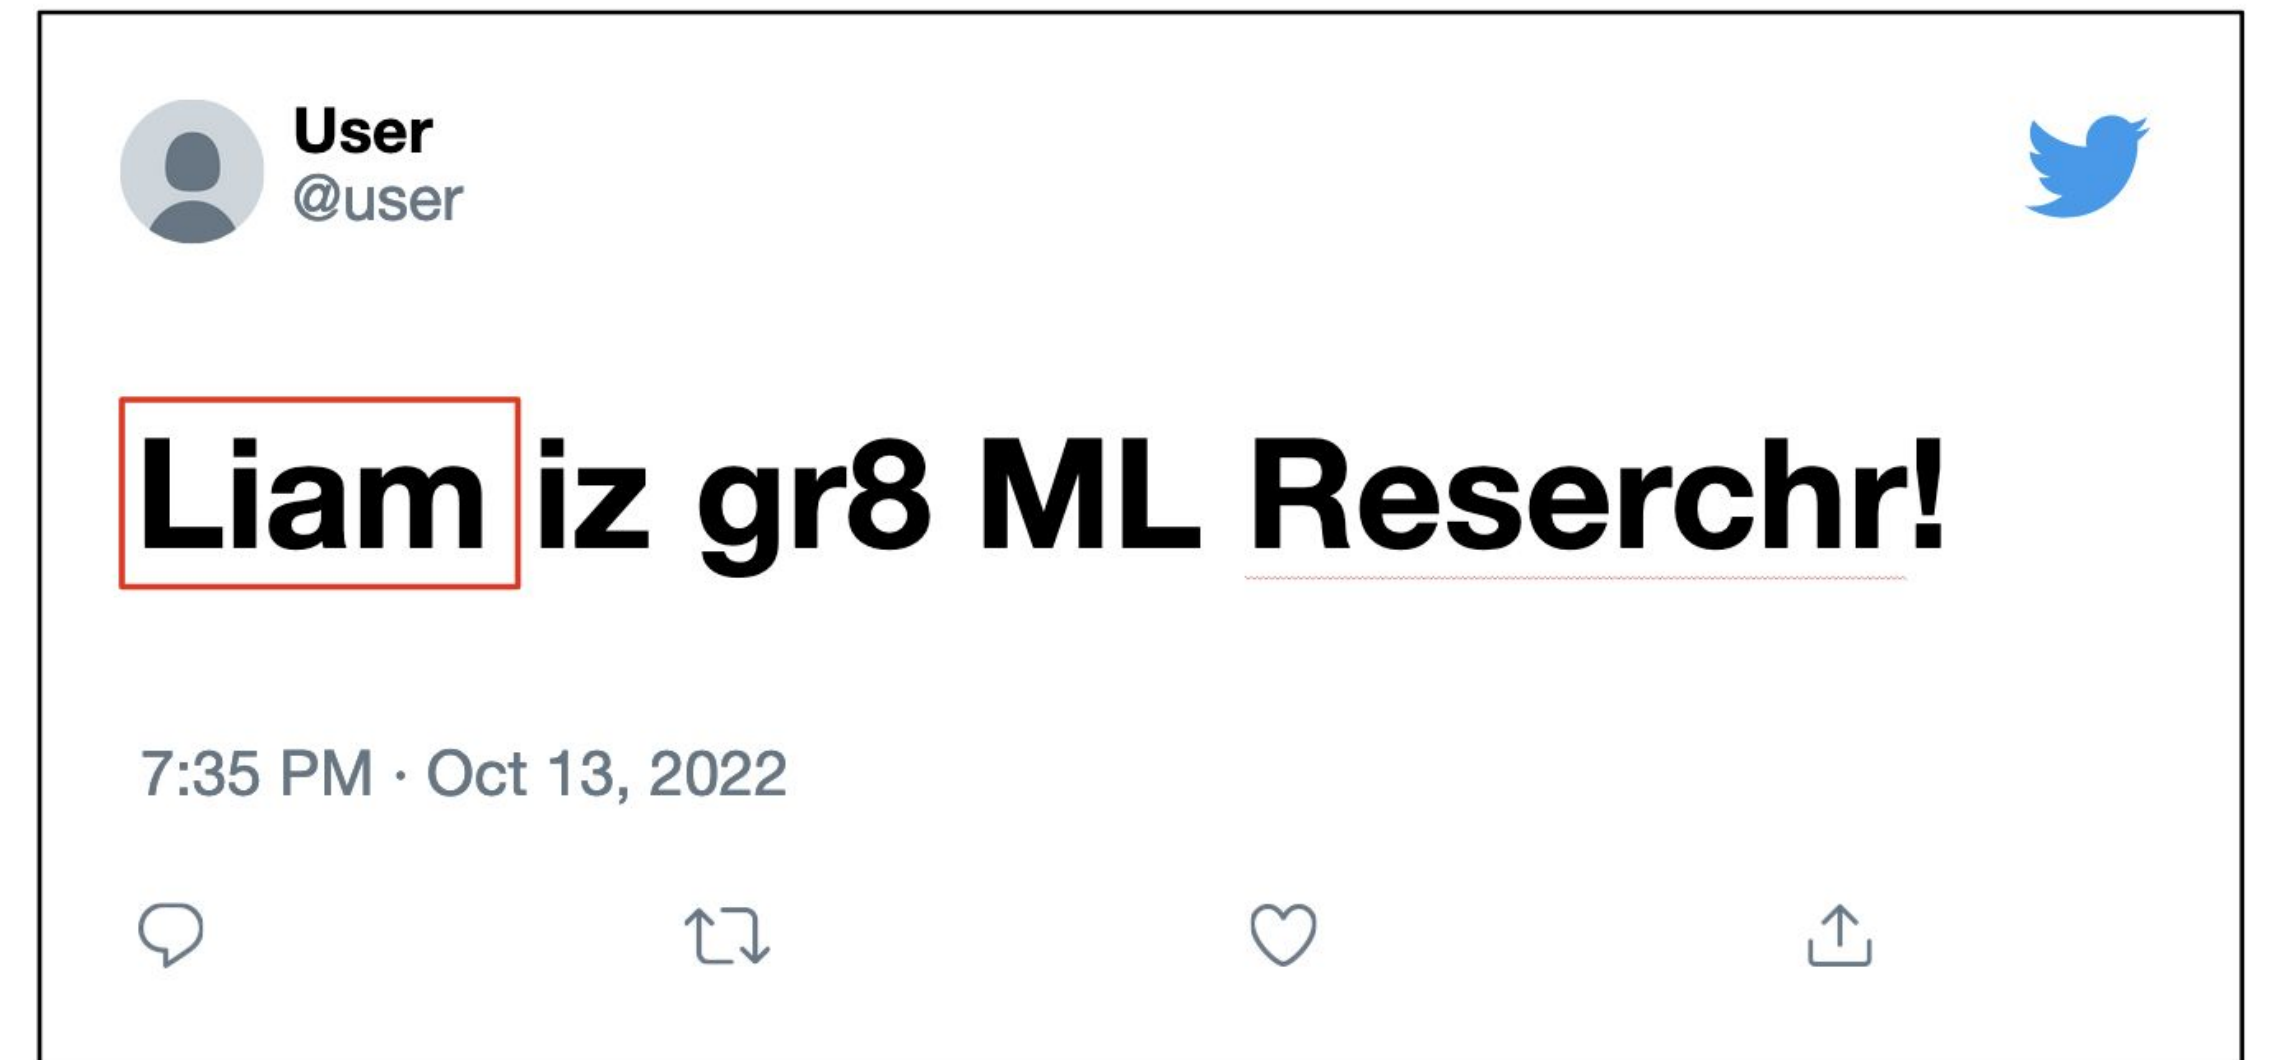 User
@user
Liam iz gr8 ML Reserchr!
7:35 PM · Oct 13, 2022